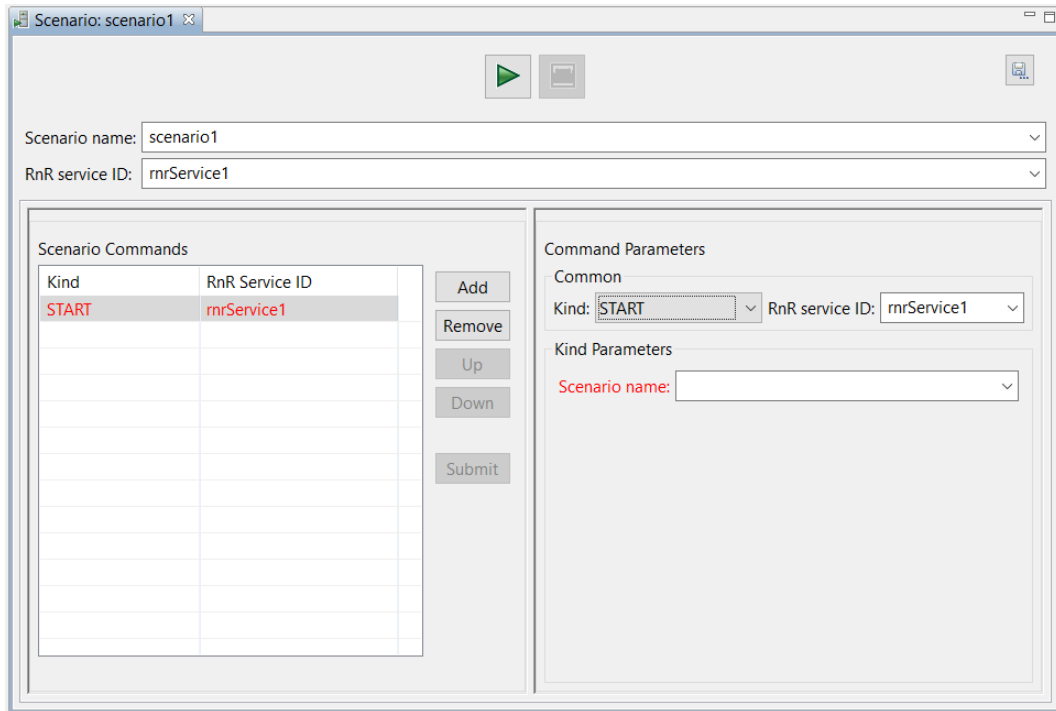 Scenario: scenario1
Scenario name: scenario1
RnR service ID: rnrService1
Scenario Commands
Kind RnR Service ID
START rnrService1
Add
Remove
Up
Down
Submit
Command Parameters
Common
Kind: START RnR service ID: rnrService1
Kind Parameters
Scenario name: